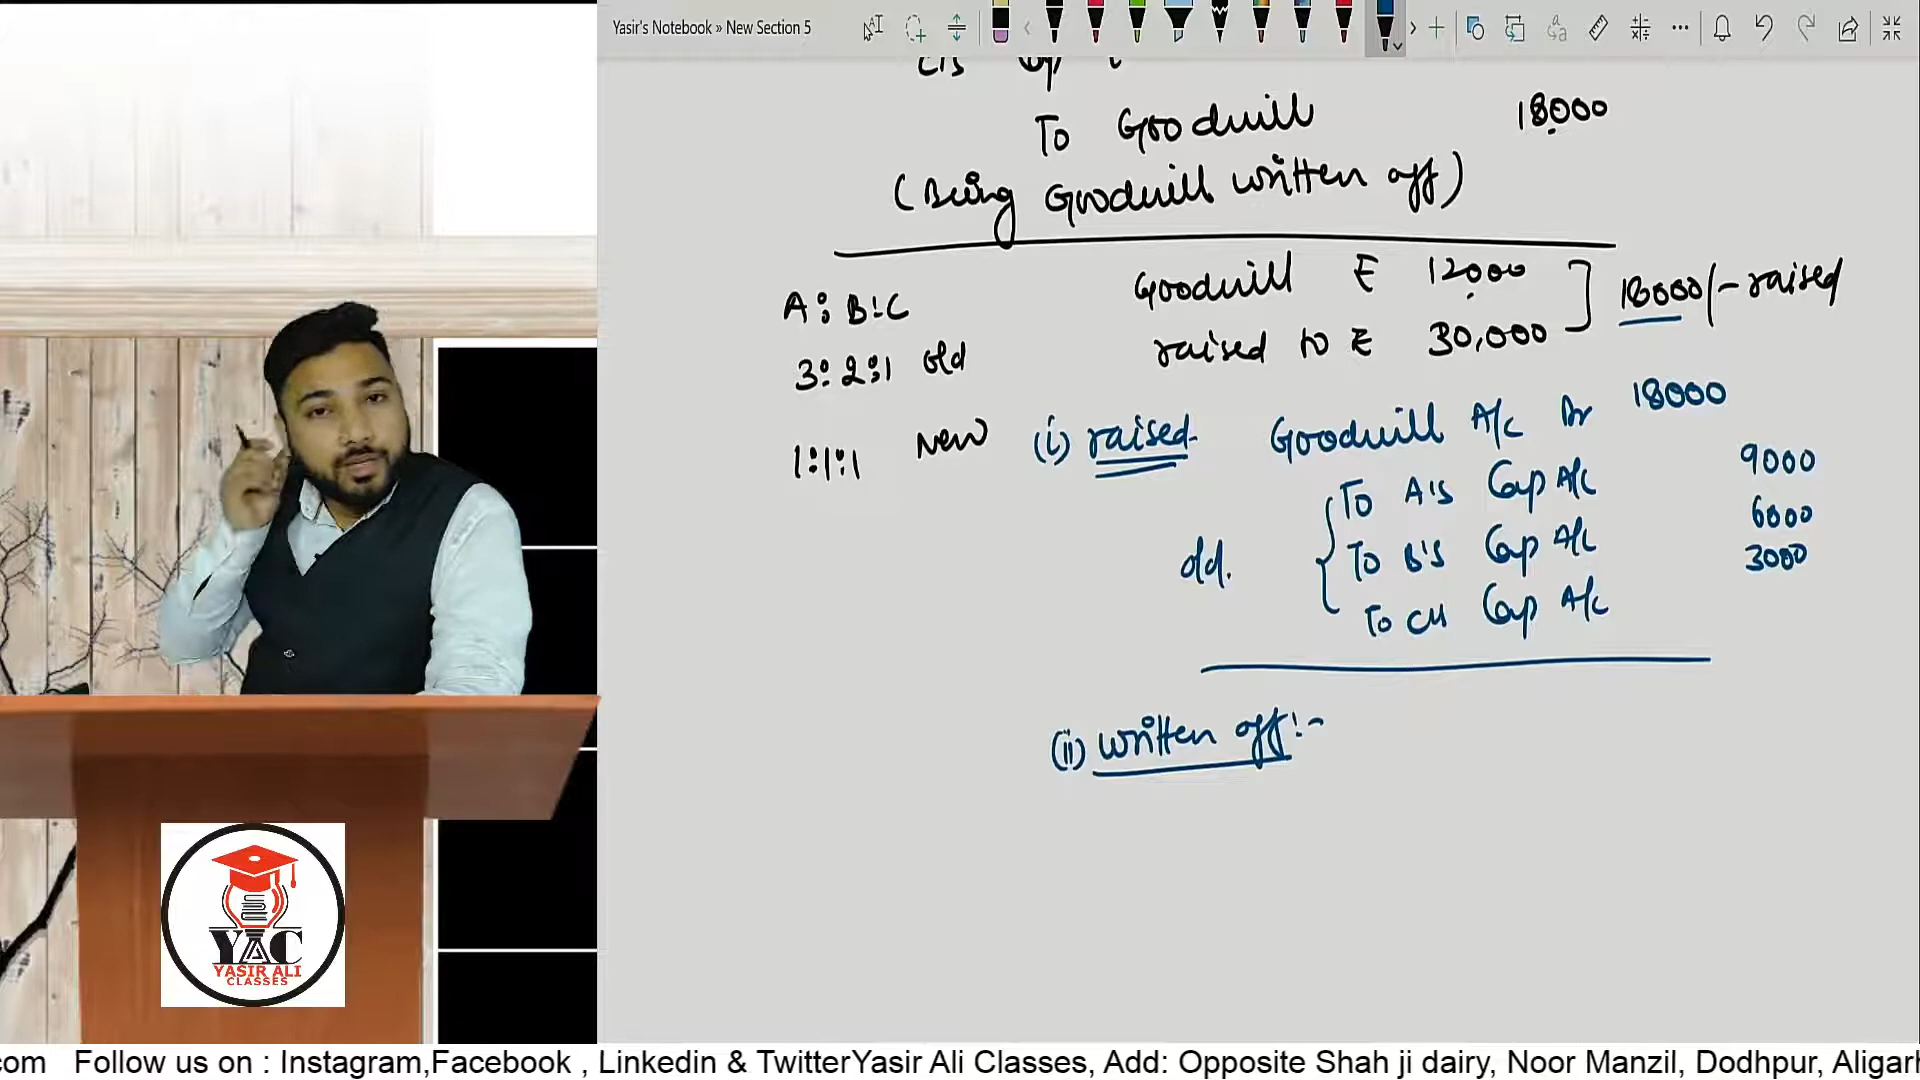 Yasir's Notebook » New Section 5
To Goodwill 18000
(Being Goodwill written off)
A:B:C
3:2:1 old
1:1:1 New
Goodwill ₹ 12000
raised to ₹ 30,000
18000/- raised
(i) raised Goodwill A/c Dr 18000
To A's Cap A/c 9000
old. To B's Cap A/c 6000
To C's Cap A/c 3000
(ii) written off:-
YAC
YASIR ALI
CLASSES
com Follow us on : Instagram,Facebook , Linkedin & TwitterYasir Ali Classes, Add: Opposite Shah ji dairy, Noor Manzil, Dodhpur, Aligarh